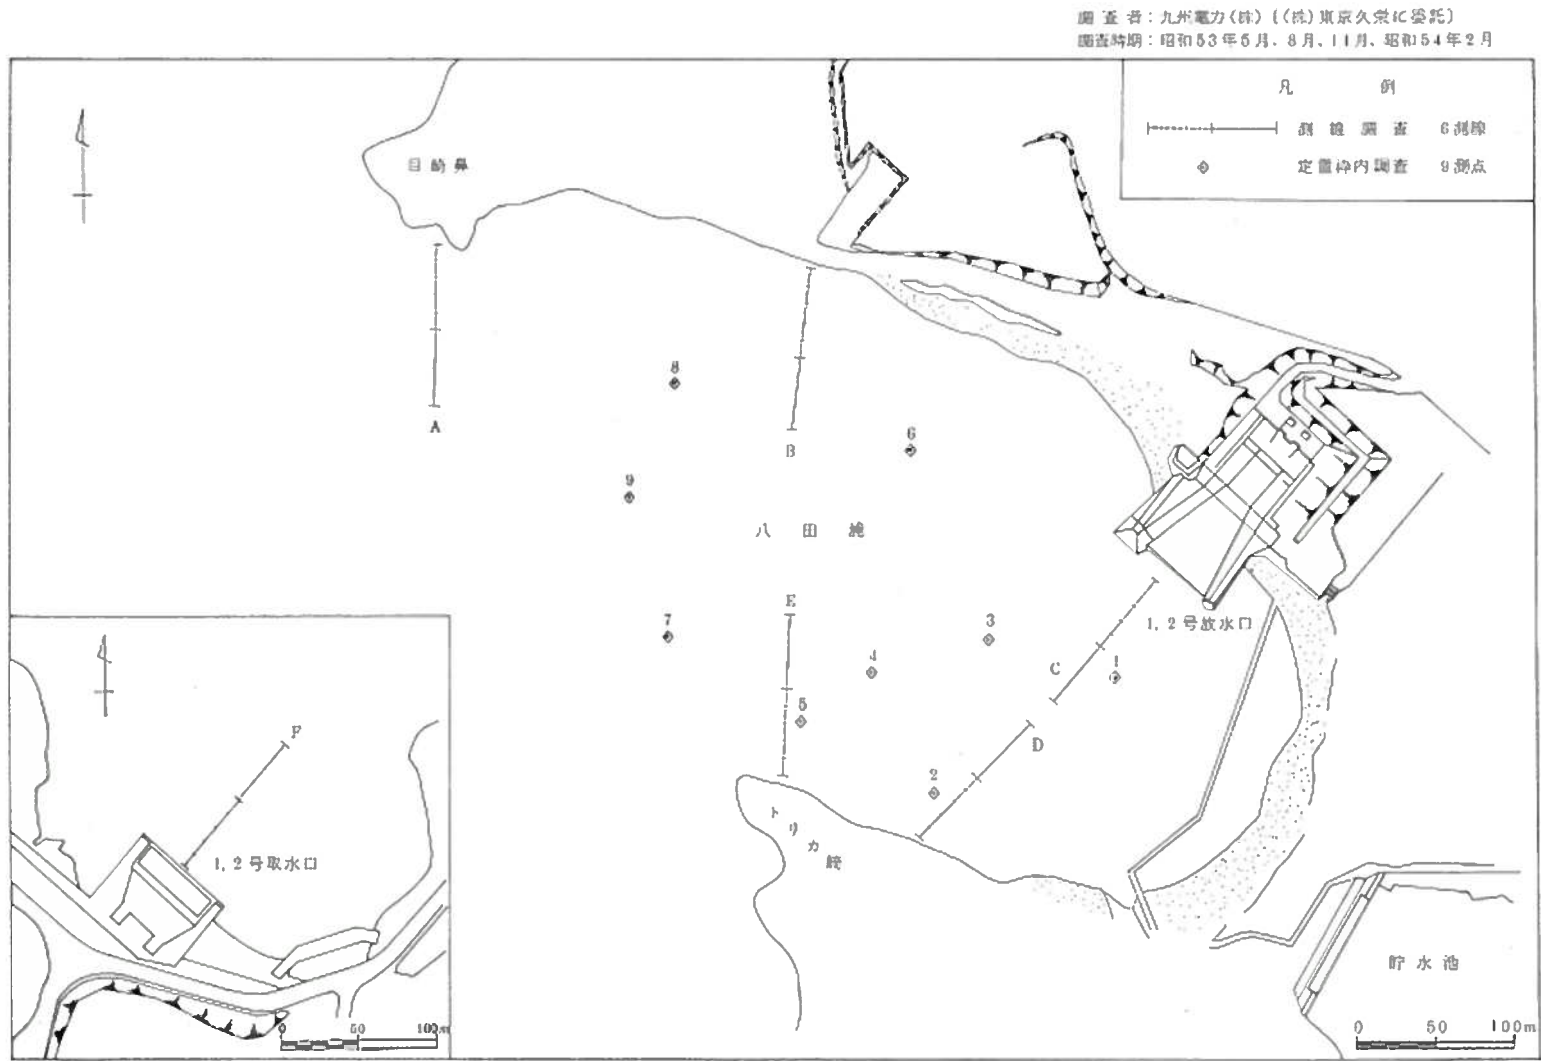 調査者：九州電力(株)〔(株)東京久栄に委託〕
調査時期：昭和53年5月、8月、11月、昭和54年2月
凡例
測線調査 6測線
定置枠内調査 9測点
目崎鼻
A
B
8
6
9
八田浦
E
7
3
4
1,2号放水口
C
1
5
D
2
トリカ崎
F
1,2号取水口
貯水池
0 50 100m
0 50 100m